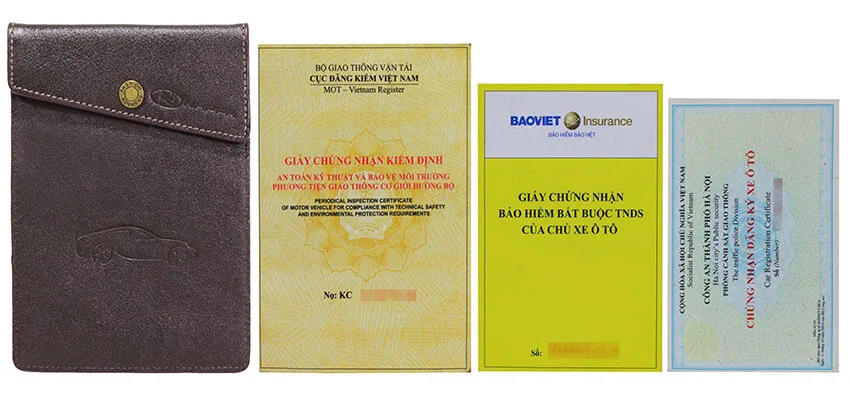 BỘ GIAO THÔNG VẬN TẢI
CỤC ĐĂNG KIỂM VIỆT NAM
MOT – Vietnam Register
GIẤY CHỨNG NHẬN KIỂM ĐỊNH
AN TOÀN KỸ THUẬT VÀ BẢO VỆ MÔI TRƯỜNG
PHƯƠNG TIỆN GIAO THÔNG CƠ GIỚI ĐƯỜNG BỘ
PERIODICAL INSPECTION CERTIFICATE
OF MOTOR VEHICLE FOR COMPLIANCE WITH TECHNICAL SAFETY
AND ENVIRONMENTAL PROTECTION REQUIREMENTS
Nọ: KC
BAOVIET Insurance
BẢO HIỂM BẢO VIỆT
GIẤY CHỨNG NHẬN
BẢO HIỂM BẮT BUỘC TNDS
CỦA CHỦ XE Ô TÔ
Số:
CỘNG HÒA XÃ HỘI CHỦ NGHĨA VIỆT NAM
Socialist Republic of Vietnam
CÔNG AN THÀNH PHỐ HÀ NỘI
Ha Noi city's Public security
PHÒNG CẢNH SÁT GIAO THÔNG
The traffic police Division
CHỨNG NHẬN ĐĂNG KÝ XE Ô TÔ
Car Registration Certificate
Số (Number):